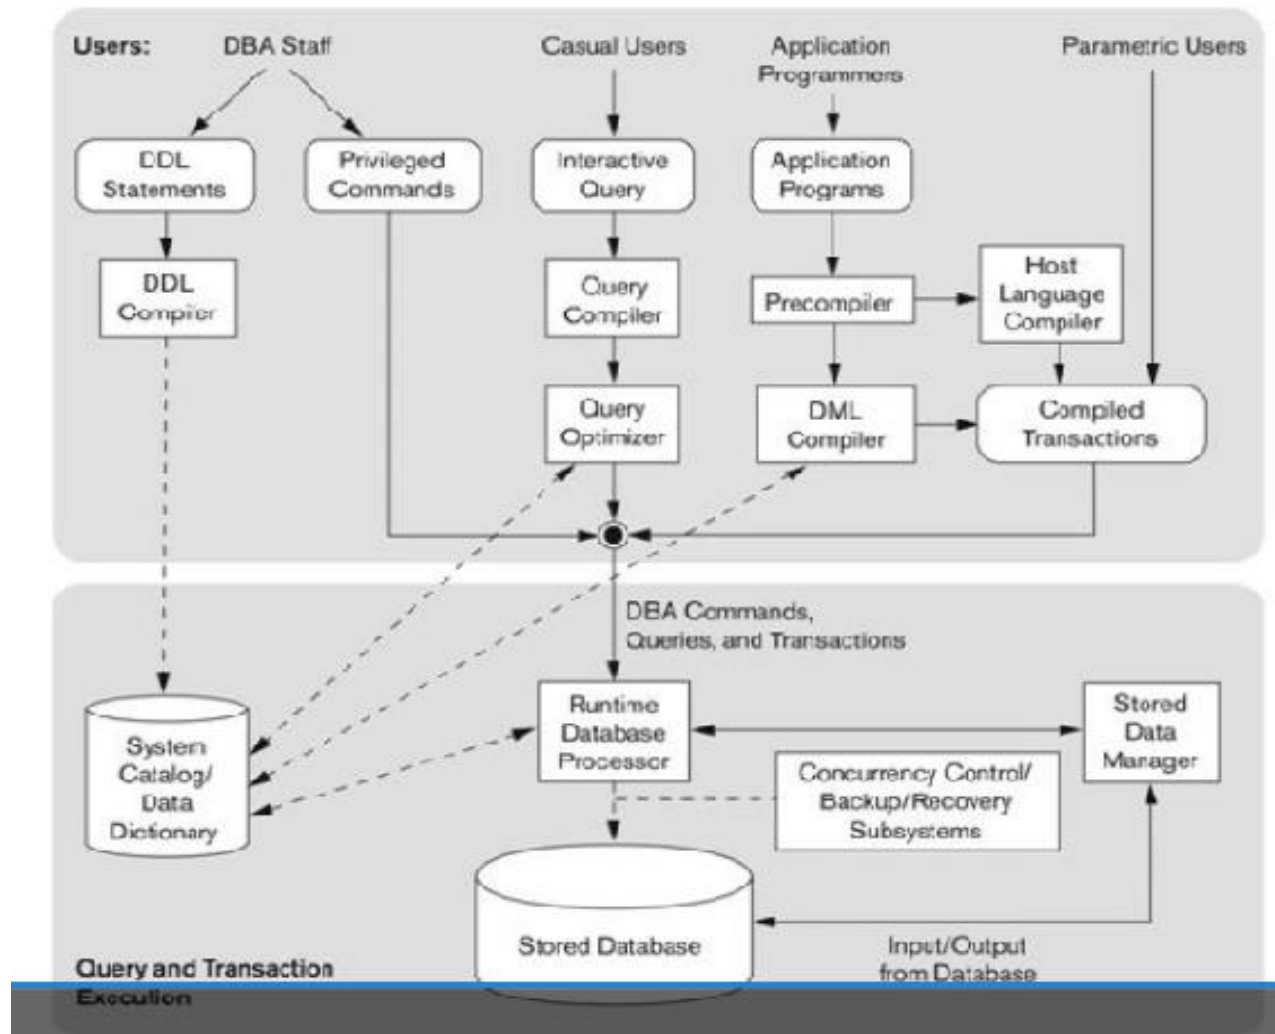 Users:
DBA Staff
Casual Users
Application
Programmers
Parametric Users
DDL
Statements
Privileged
Commands
Interactive
Query
Application
Programs
DDL
Compiler
Query
Compiler
Precompiler
Host
Language
Compiler
Query
Optimizer
DML
Compiler
Compiled
Transactions
DBA Commands,
Queries, and Transactions
System
Catalog/
Data
Dictionary
Runtime
Database
Processor
Stored
Data
Manager
Concurrency Control/
Backup/Recovery
Subsystems
Stored Database
Input/Output
from Database
Query and Transaction
Execution